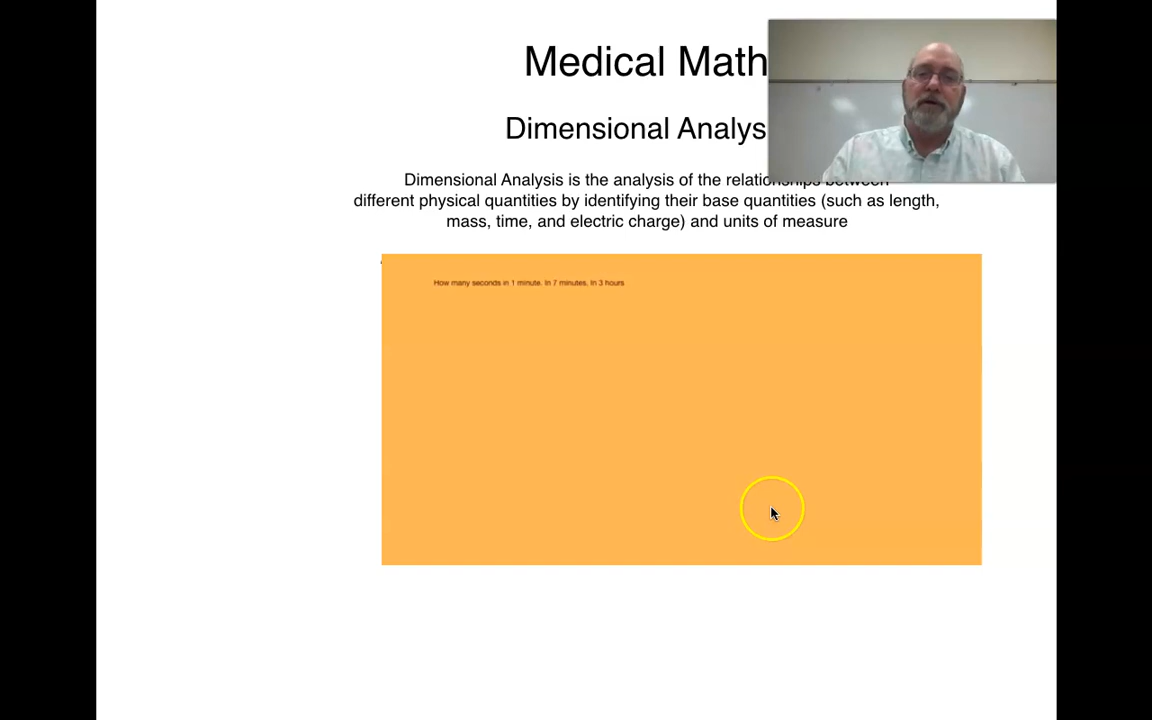 Medical Math
Dimensional Analys
Dimensional Analysis is the analysis of the relationships between
different physical quantities by identifying their base quantities (such as length,
mass, time, and electric charge) and units of measure
How many seconds in 1 minute. In 7 minutes, In 3 hours